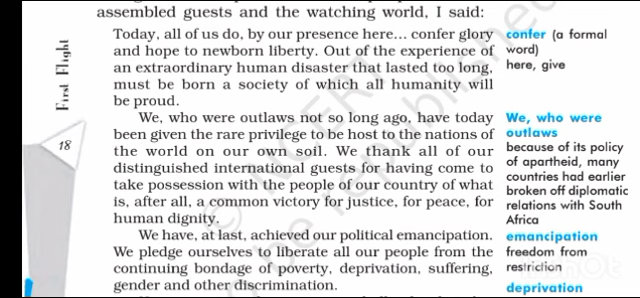 assembled guests and the watching world, I said:
Today, all of us do, by our presence here... confer glory
and hope to newborn liberty. Out of the experience of
an extraordinary human disaster that lasted too long,
must be born a society of which all humanity will
be proud.
We, who were outlaws not so long ago, have today
been given the rare privilege to be host to the nations of
the world on our own soil. We thank all of our
distinguished international guests for having come to
take possession with the people of our country of what
is, after all, a common victory for justice, for peace, for
human dignity.
We have, at last, achieved our political emancipation.
We pledge ourselves to liberate all our people from the
continuing bondage of poverty, deprivation, suffering,
gender and other discrimination.
confer (a formal
word)
here, give
We, who were
outlaws
because of its policy
of apartheid, many
countries had earlier
broken off diplomatic
relations with South
Africa
emancipation
freedom from
restriction
deprivation
First Flight
18
© NCERT